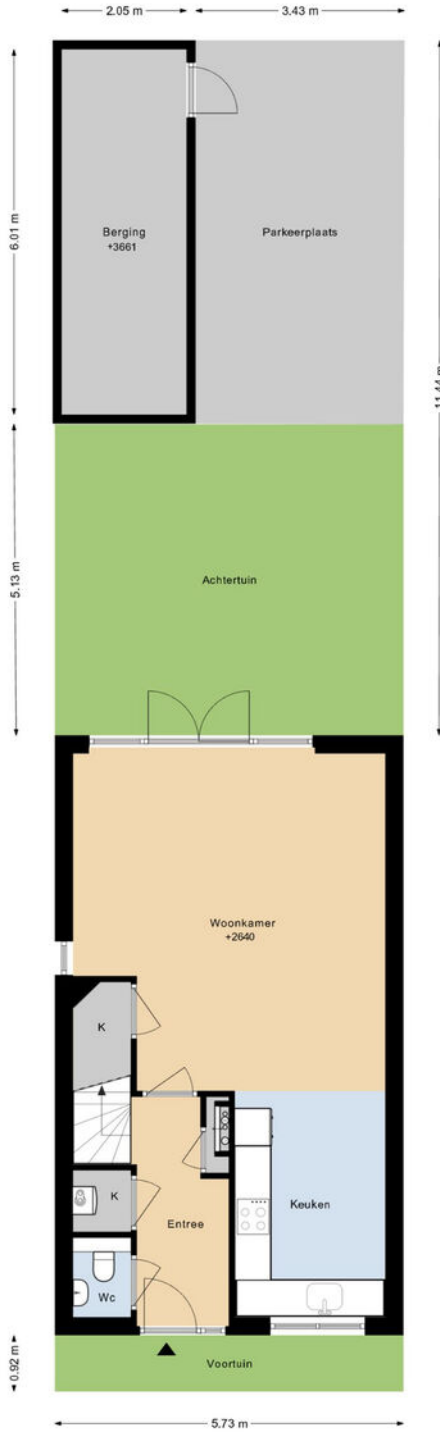 2.05 m
3.43 m
6.01 m
Berging
+3661
Parkeerplaats
11.44 m
5.13 m
Achtertuin
Woonkamer
+2640
K
Keuken
K
Entree
Wc
0.92 m
Voortuin
5.73 m